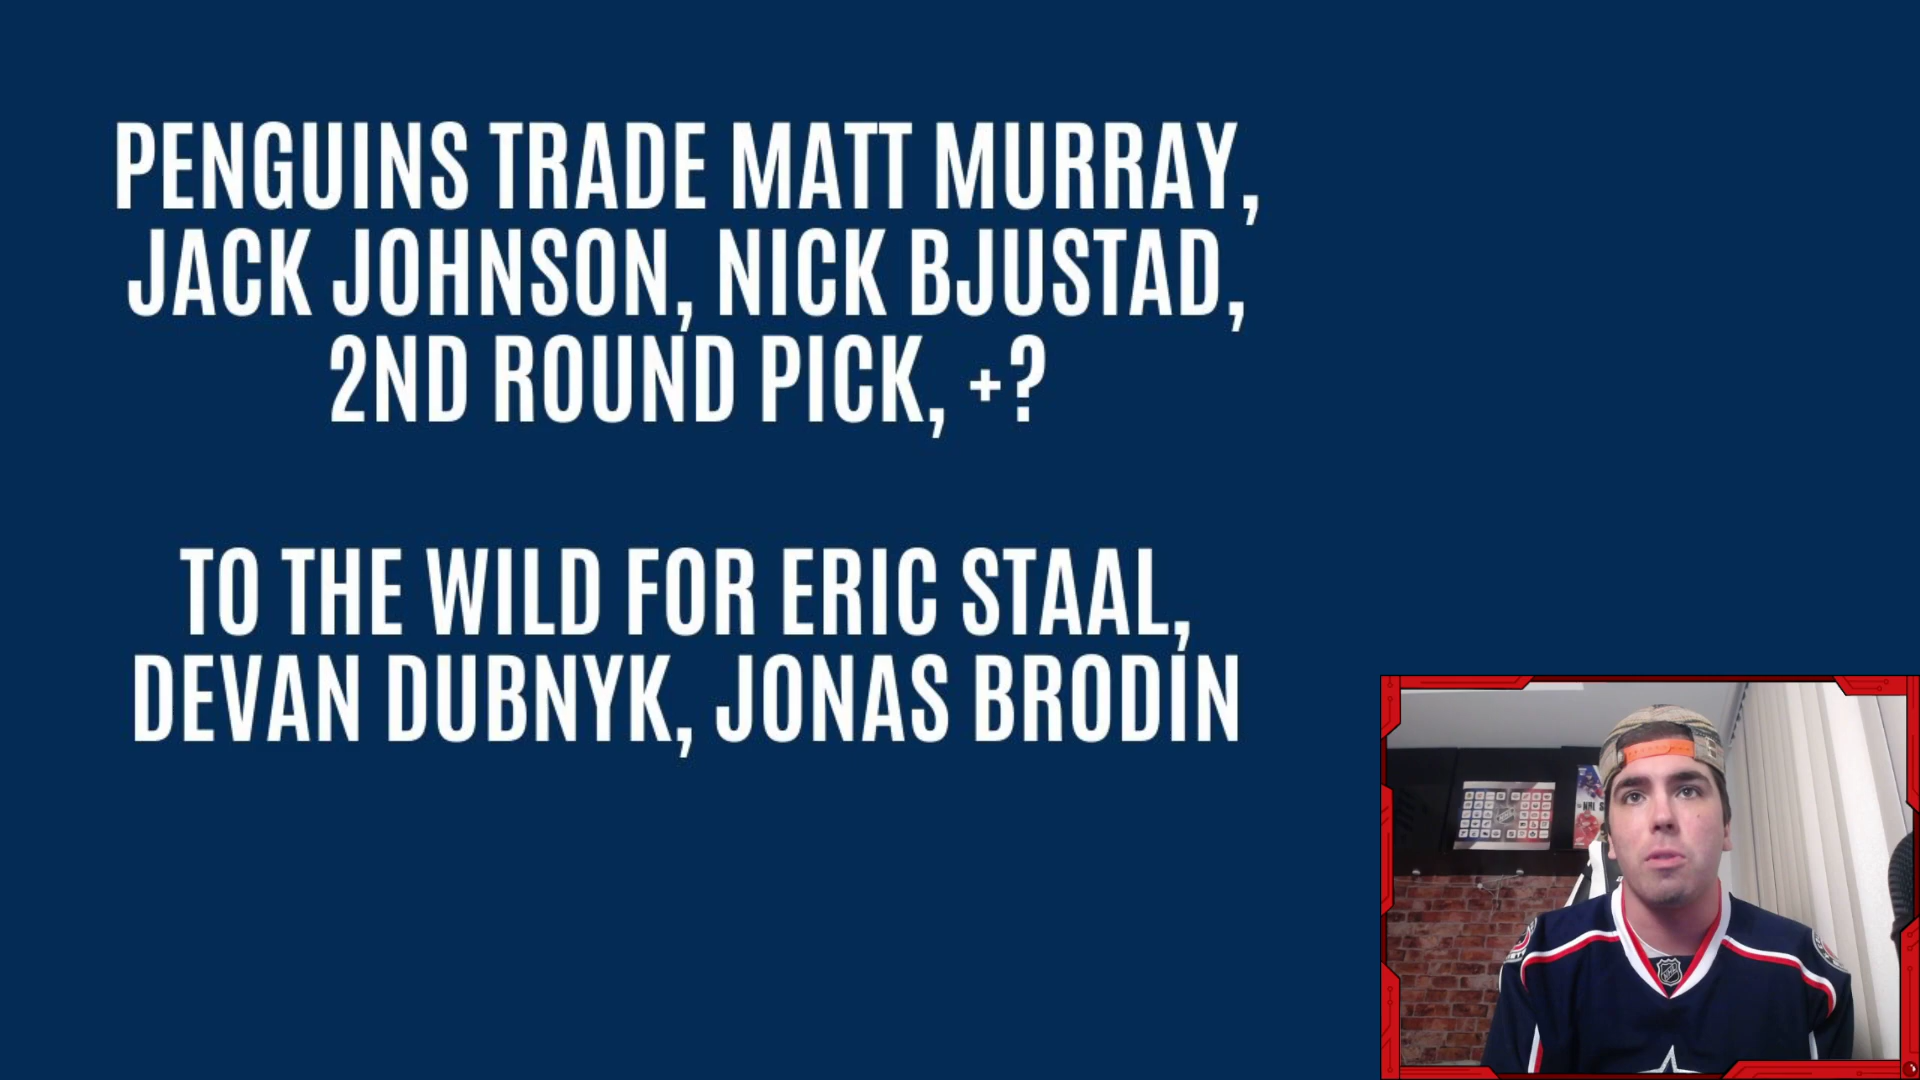 PENGUINS TRADE MATT MURRAY,
JACK JOHNSON, NICK BJUSTAD,
2ND ROUND PICK, +?
TO THE WILD FOR ERIC STAAL,
DEVAN DUBNYK, JONAS BRODIN
NHL